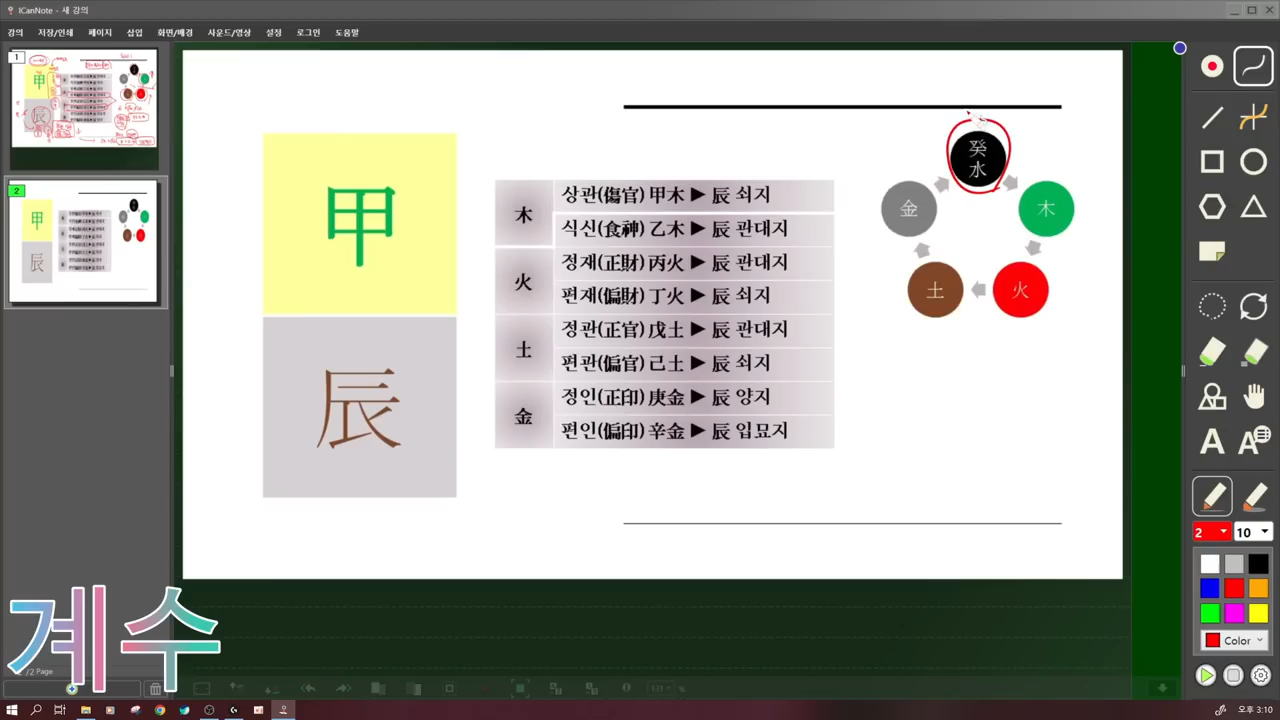 ICanNote - 새 강의
강의 저장/인쇄 페이지 삽입 화면/배경 사운드/영상 설정 로그인 도움말
1
2
甲
辰
木
상관(傷官) 甲木 ▶ 辰 쇠지
식신(食神) 乙木 ▶ 辰 관대지
火
정재(正財) 丙火 ▶ 辰 관대지
편재(偏財) 丁火 ▶ 辰 쇠지
土
정관(正官) 戊土 ▶ 辰 관대지
편관(偏官) 己土 ▶ 辰 쇠지
金
정인(正印) 庚金 ▶ 辰 양지
편인(偏印) 辛金 ▶ 辰 입묘지
癸
水
金
木
土
火
A A
2 10
Color
계수
/2 Page
오후 3:10